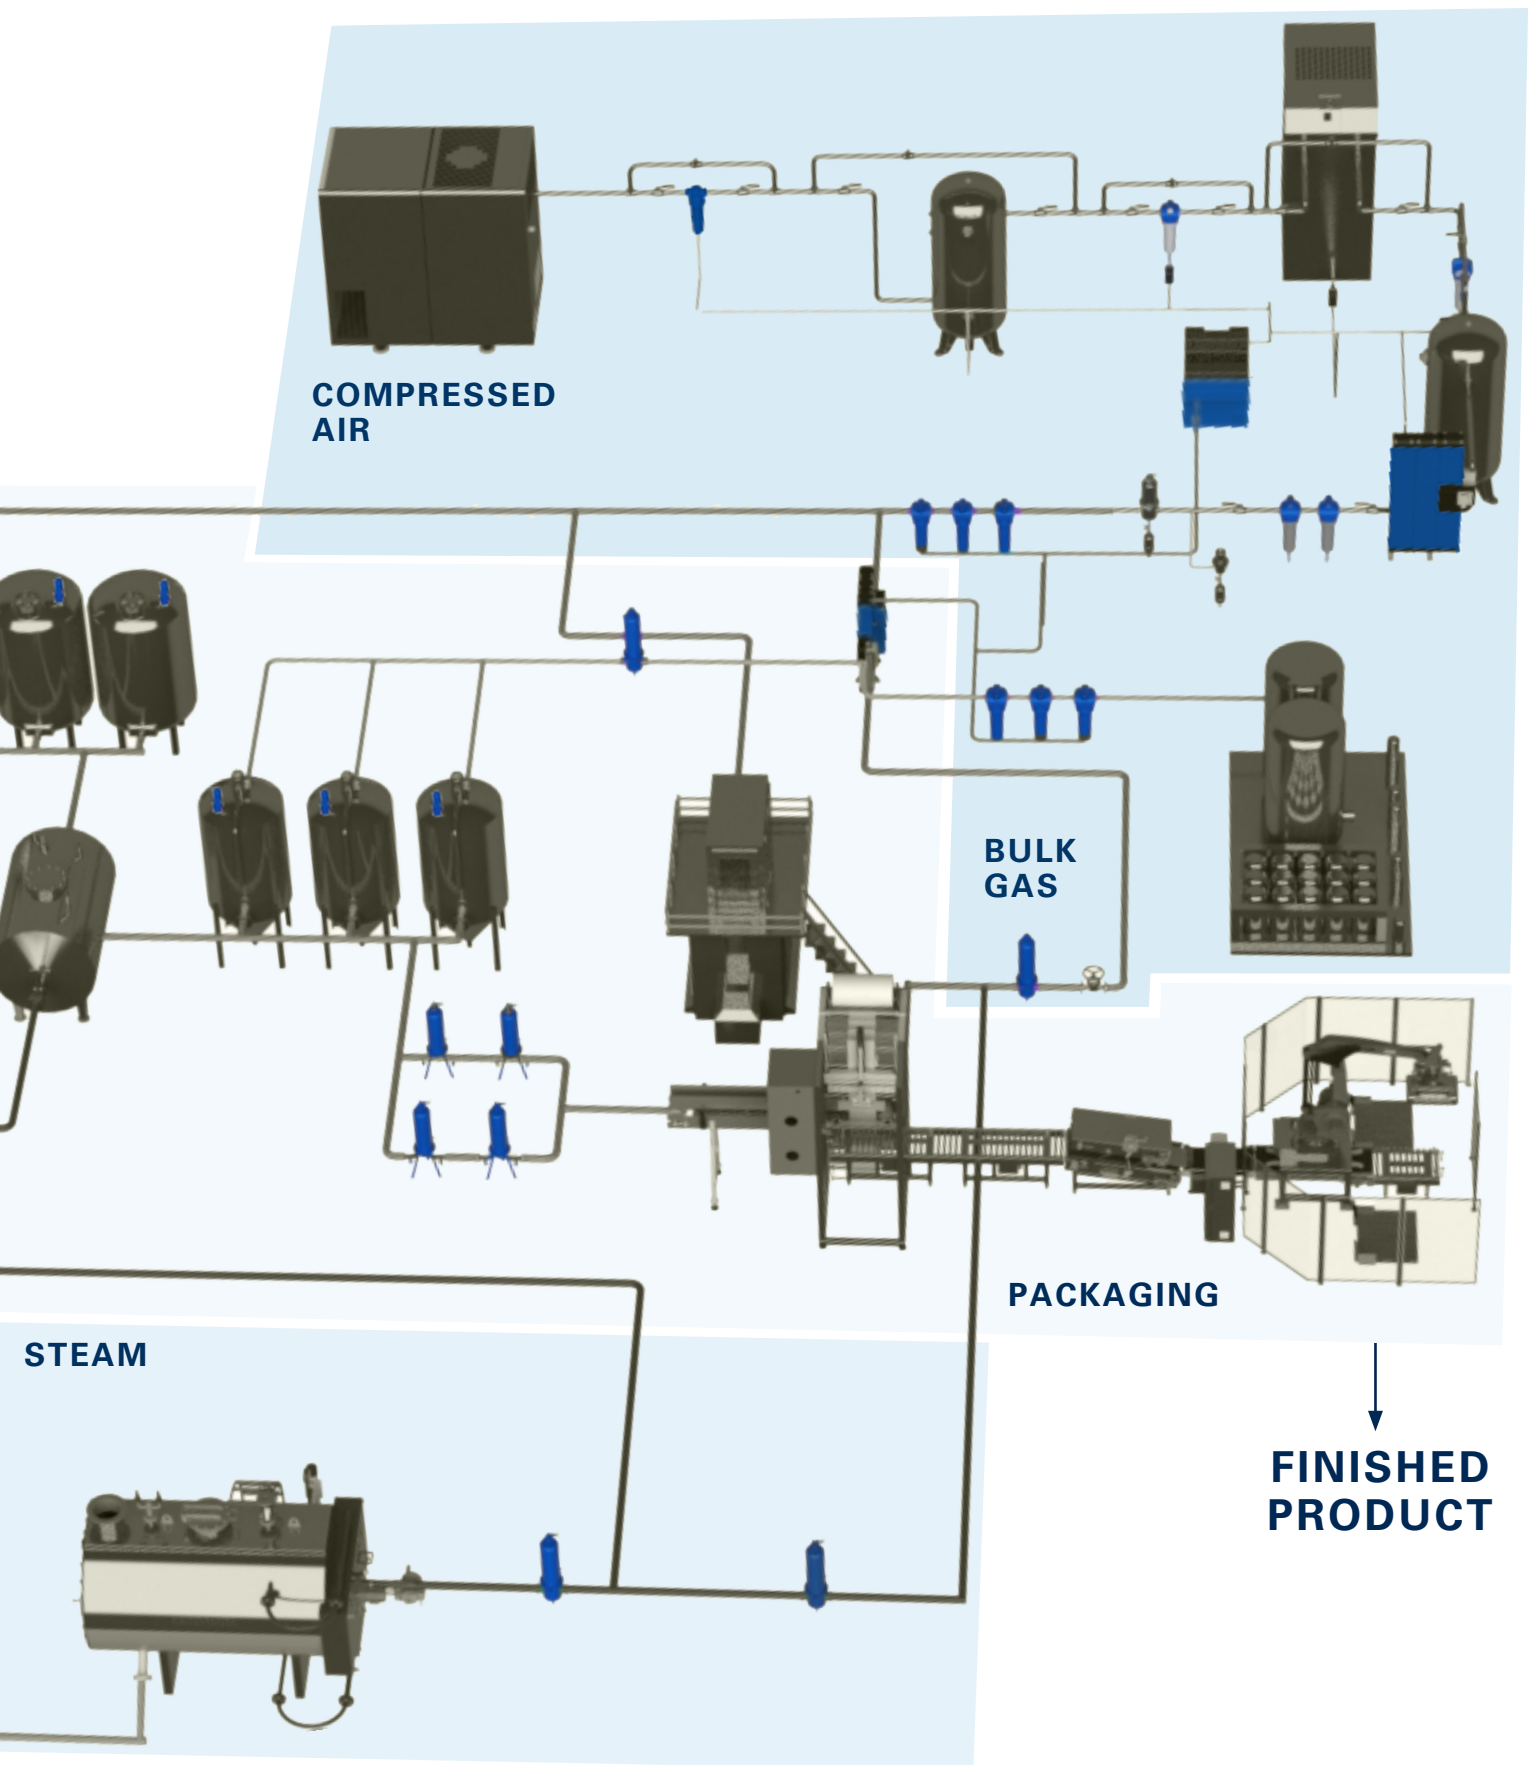 COMPRESSED
AIR
BULK
GAS
PACKAGING
STEAM
FINISHED
PRODUCT